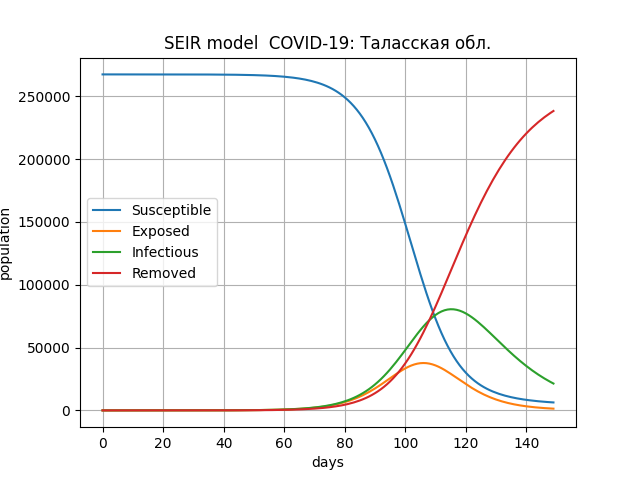 SEIR model  COVID-19: Таласская обл.
250000
200000
150000
100000
50000
0
population
Susceptible
Exposed
Infectious
Removed
0 20 40 60 80 100 120 140
days